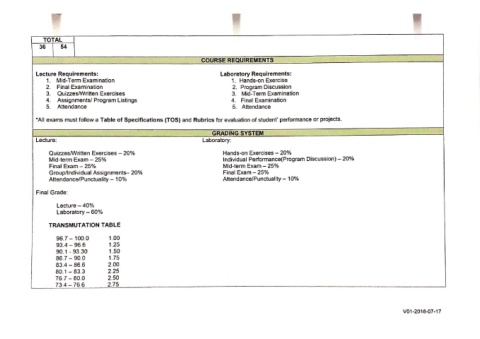 TOTAL
36 54
COURSE REQUIREMENTS
Lecture Requirements:
1. Mid-Term Examination
2. Final Examination
3. Quizzes/Written Exercises
4. Assignments/ Program Listings
5. Attendance
Laboratory Requirements:
1. Hands-on Exercise
2. Program Discussion
3. Mid-Term Examination
4. Final Examination
5. Attendance
*All exams must follow a Table of Specifications (TOS) and Rubrics for evaluation of student' performance or projects.
GRADING SYSTEM
Lecture:
Quizzes/Written Exercises – 20%
Mid-term Exam – 25%
Final Exam – 25%
Group/Individual Assignments– 20%
Attendance/Punctuality – 10%
Laboratory:
Hands-on Exercises – 20%
Individual Performance(Program Discussion) – 20%
Mid-term Exam – 25%
Final Exam – 25%
Attendance/Punctuality – 10%
Final Grade:
Lecture – 40%
Laboratory – 60%
TRANSMUTATION TABLE
96.7 – 100.0 1.00
93.4 – 96.6 1.25
90.1 - 93.30 1.50
86.7 – 90.0 1.75
83.4 – 86.6 2.00
80.1 – 83.3 2.25
76.7 – 80.0 2.50
73.4 – 76.6 2.75
V01-2018-07-17